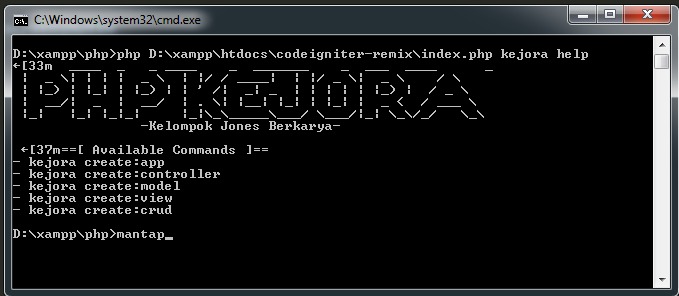 C:\Windows\system32\cmd.exe
D:\xampp\php>php D:\xampp\htdocs\codeigniter-remix\index.php kejora help
←[33m
PHP KEJORA
-Kelompok Jones Berkarya-
←[37m==[ Available Commands ]==
- kejora create:app
- kejora create:controller
- kejora create:model
- kejora create:view
- kejora create:crud
D:\xampp\php>mantap_